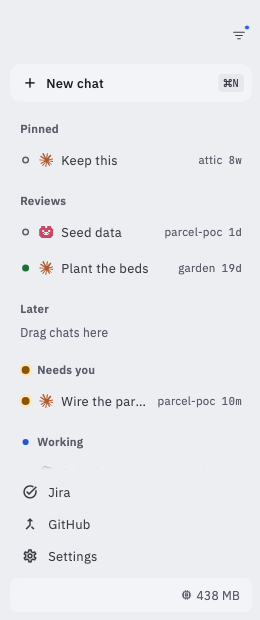 New chat ⌘N
Pinned
Keep this attic 8w
Reviews
Seed data parcel-poc 1d
Plant the beds garden 19d
Later
Drag chats here
Needs you
Wire the par... parcel-poc 10m
Working
Jira
GitHub
Settings
438 MB